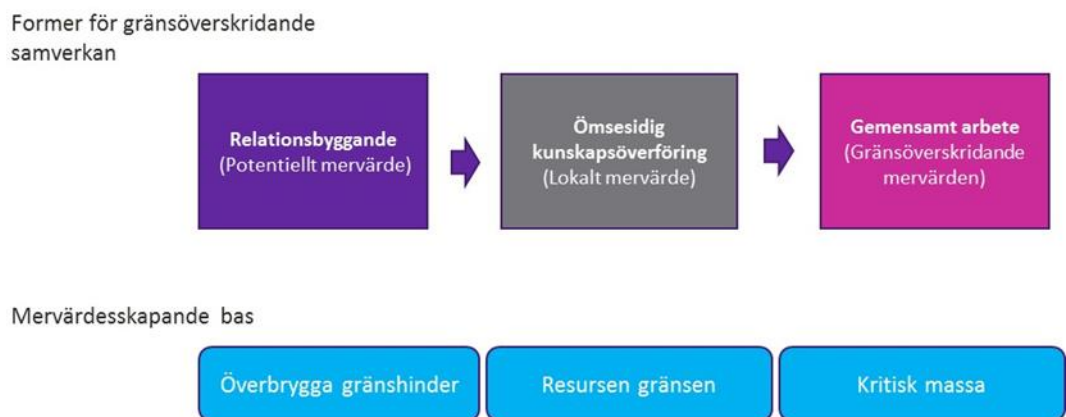 Former för gränsöverskridande
samverkan
Relationsbyggande
(Potentiellt mervärde)
Ömsesidig
kunskapsöverföring
(Lokalt mervärde)
Gemensamt arbete
(Gränsöverskridande
mervärden)
Mervärdesskapande bas
Överbrygga gränshinder
Resursen gränsen
Kritisk massa